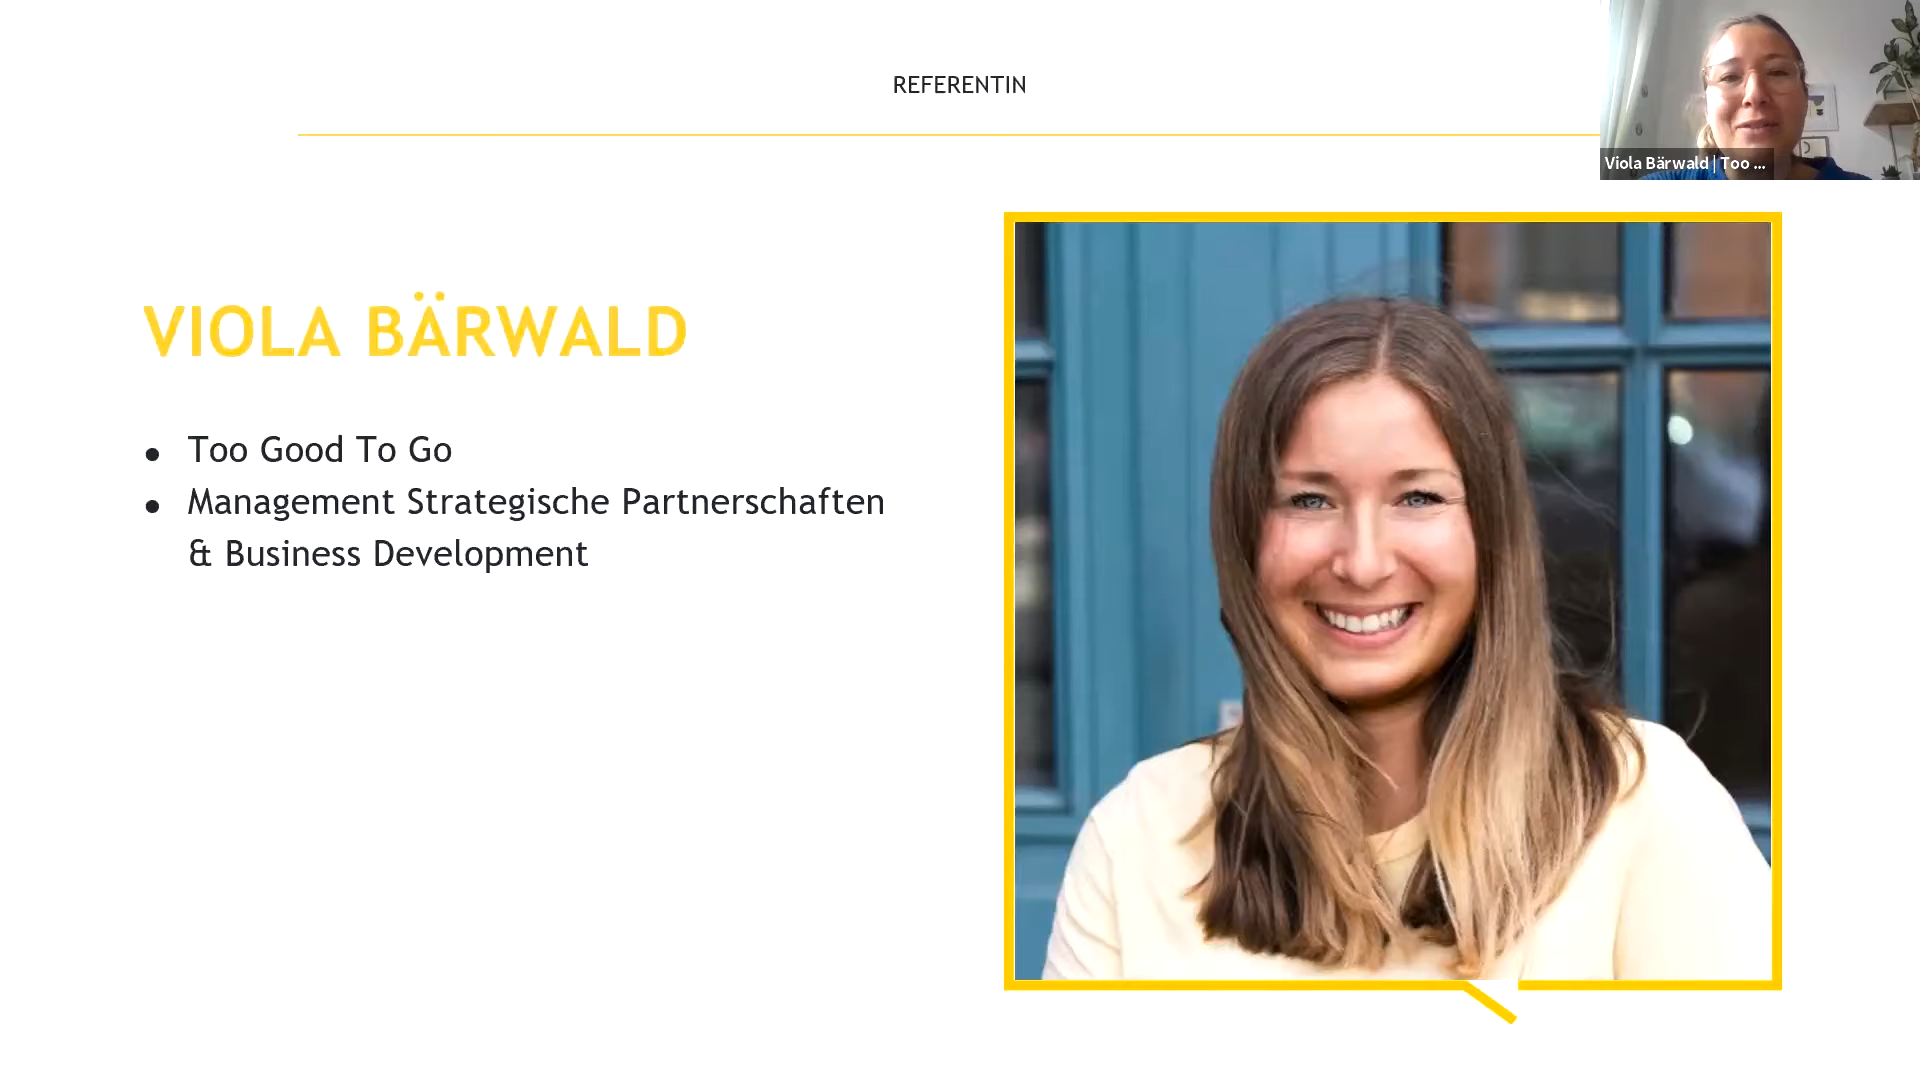 REFERENTIN
Viola Bärwald | Too ...
VIOLA BÄRWALD
• Too Good To Go
• Management Strategische Partnerschaften
& Business Development